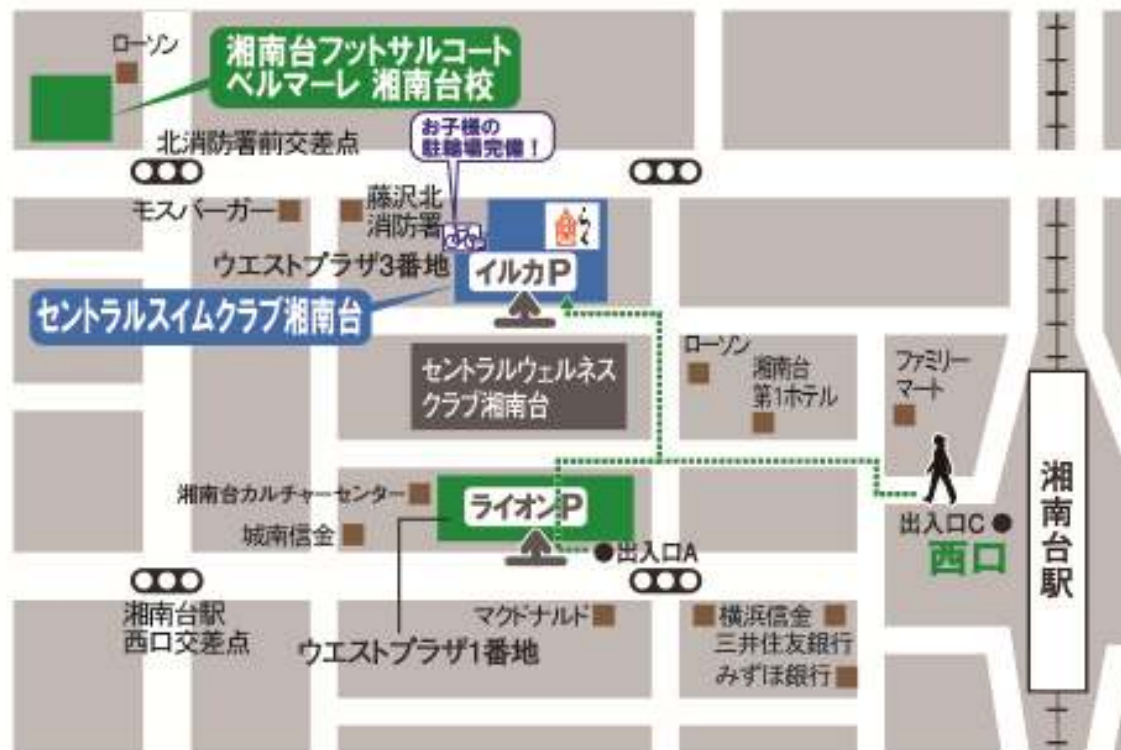 ローソン
湘南台フットサルコート
ベルマーレ 湘南台校
お子様の
駐輪場完備！
北消防署前交差点
モスバーガー
藤沢北
消防署
ウエストプラザ3番地
イルカP
セントラルスイムクラブ湘南台
セントラルウェルネス
クラブ湘南台
ローソン
湘南台
第1ホテル
ファミリー
マート
湘南台カルチャーセンター
ライオンP
城南信金
出入口A
出入口C
西口
湘南台駅
湘南台駅
西口交差点
マクドナルド
横浜信金
三井住友銀行
みずほ銀行
ウエストプラザ1番地